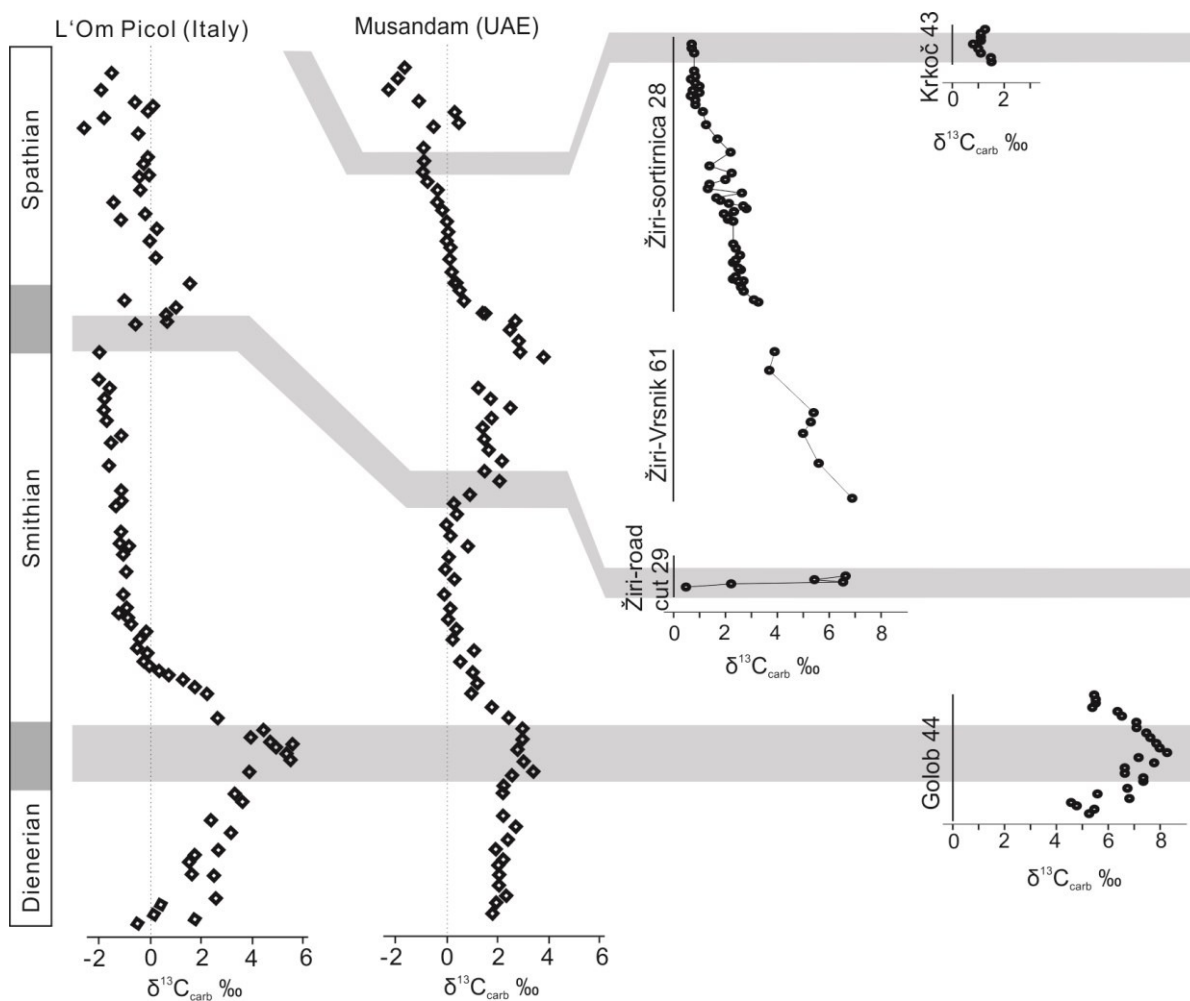 L'Om Picol (Italy)
Musandam (UAE)
Spathian
Smithian
Dienerian
-2 0 2 4 6
δ¹³Ccarb ‰
-2 0 2 4 6
δ¹³Ccarb ‰
Žiri-sortirnica 28
Žiri-Vrsnik 61
Žiri-road
cut 29
0 2 4 6 8
δ¹³Ccarb ‰
Krkoč 43
0 2
δ¹³Ccarb ‰
Golob 44
0 2 4 6 8
δ¹³Ccarb ‰